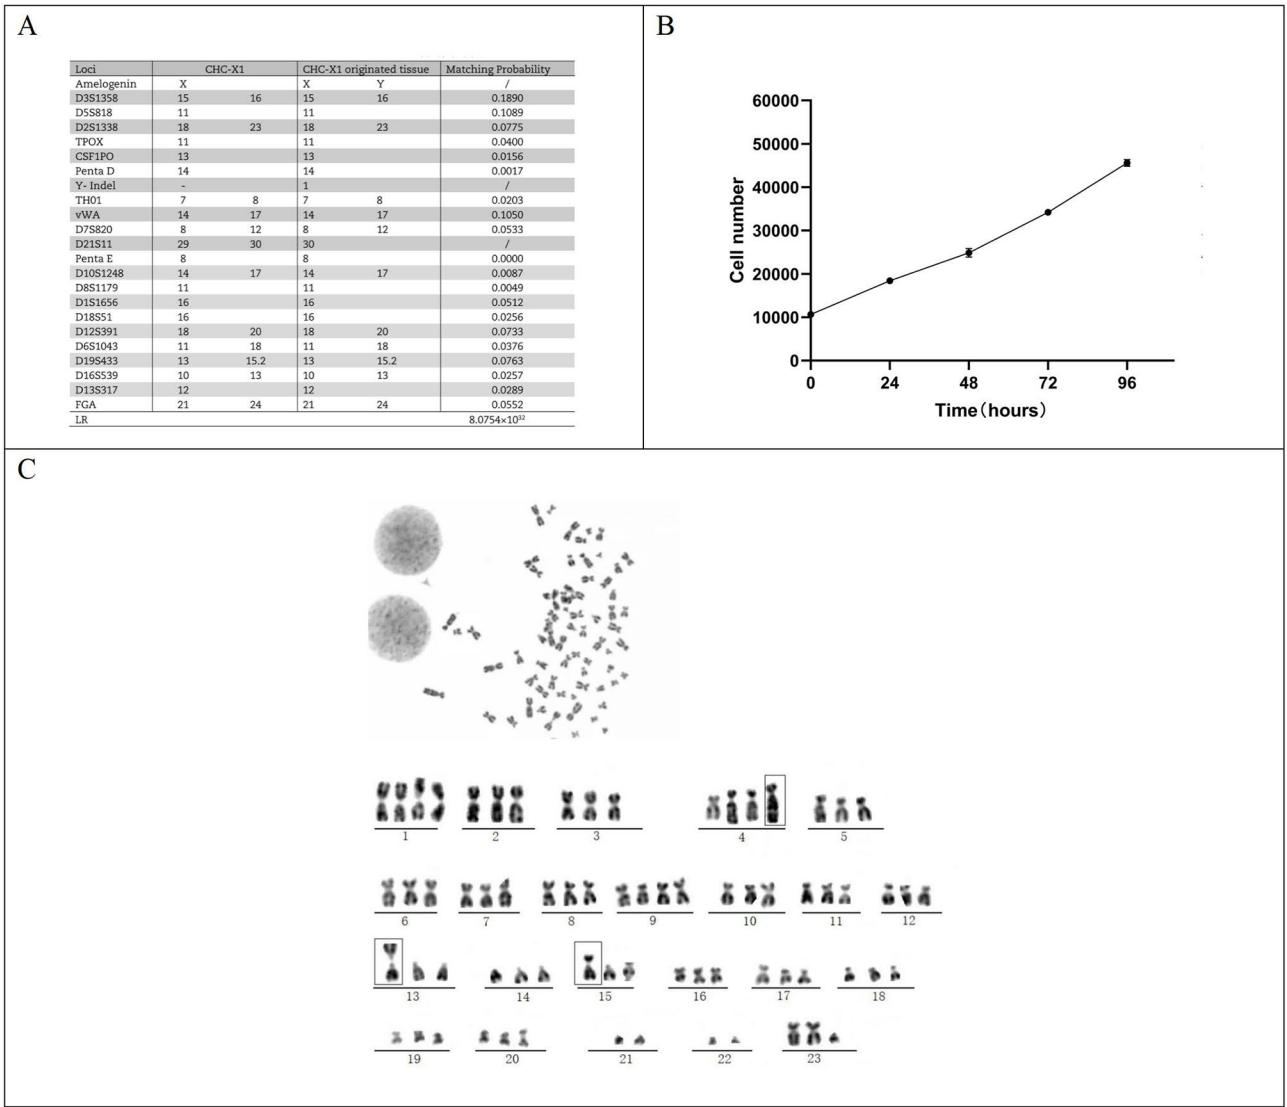 A
Loci CHC-X1 CHC-X1 originated tissue Matching Probability
Amelogenin X X Y /
D3S1358 15 16 15 16 0.1890
D5S818 11 11 0.1089
D2S1338 18 23 18 23 0.0775
TPOX 11 11 0.0400
CSF1PO 13 13 0.0156
Penta D 14 14 0.0017
Y- Indel - 1 /
TH01 7 8 7 8 0.0203
vWA 14 17 14 17 0.1050
D7S820 8 12 8 12 0.0533
D21S11 29 30 30 /
Penta E 8 8 0.0000
D10S1248 14 17 14 17 0.0087
D8S1179 11 11 0.0049
D1S1656 16 16 0.0512
D18S51 16 16 0.0256
D12S391 18 20 18 20 0.0733
D6S1043 11 18 11 18 0.0376
D19S433 13 15.2 13 15.2 0.0763
D16S539 10 13 10 13 0.0257
D13S317 12 12 0.0289
FGA 21 24 21 24 0.0552
LR 8.0754×10³²
B
60000
50000
40000
30000
20000
10000
0
Cell number
0 24 48 72 96
Time（hours）
C
1 2 3 4 5
6 7 8 9 10 11 12
13 14 15 16 17 18
19 20 21 22 23